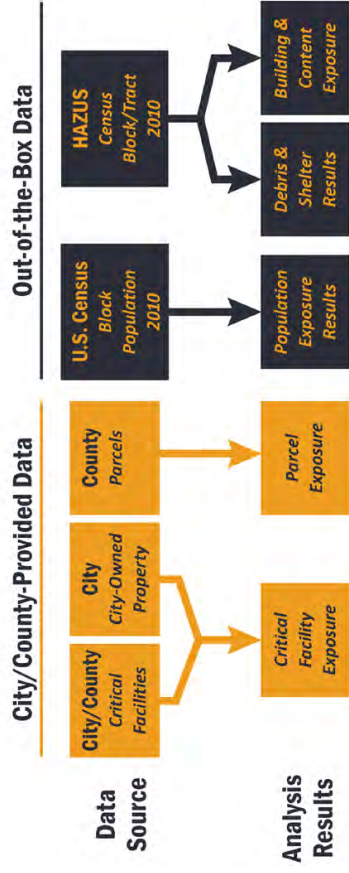 City/County-Provided Data
Out-of-the-Box Data
Data
Source
City/County
Critical
Facilities
City
City-Owned
Property
County
Parcels
U.S. Census
Block
Population
2010
HAZUS
Census
Block/Tract
2010
Analysis
Results
Critical
Facility
Exposure
Parcel
Exposure
Population
Exposure
Results
Debris &
Shelter
Results
Building &
Content
Exposure